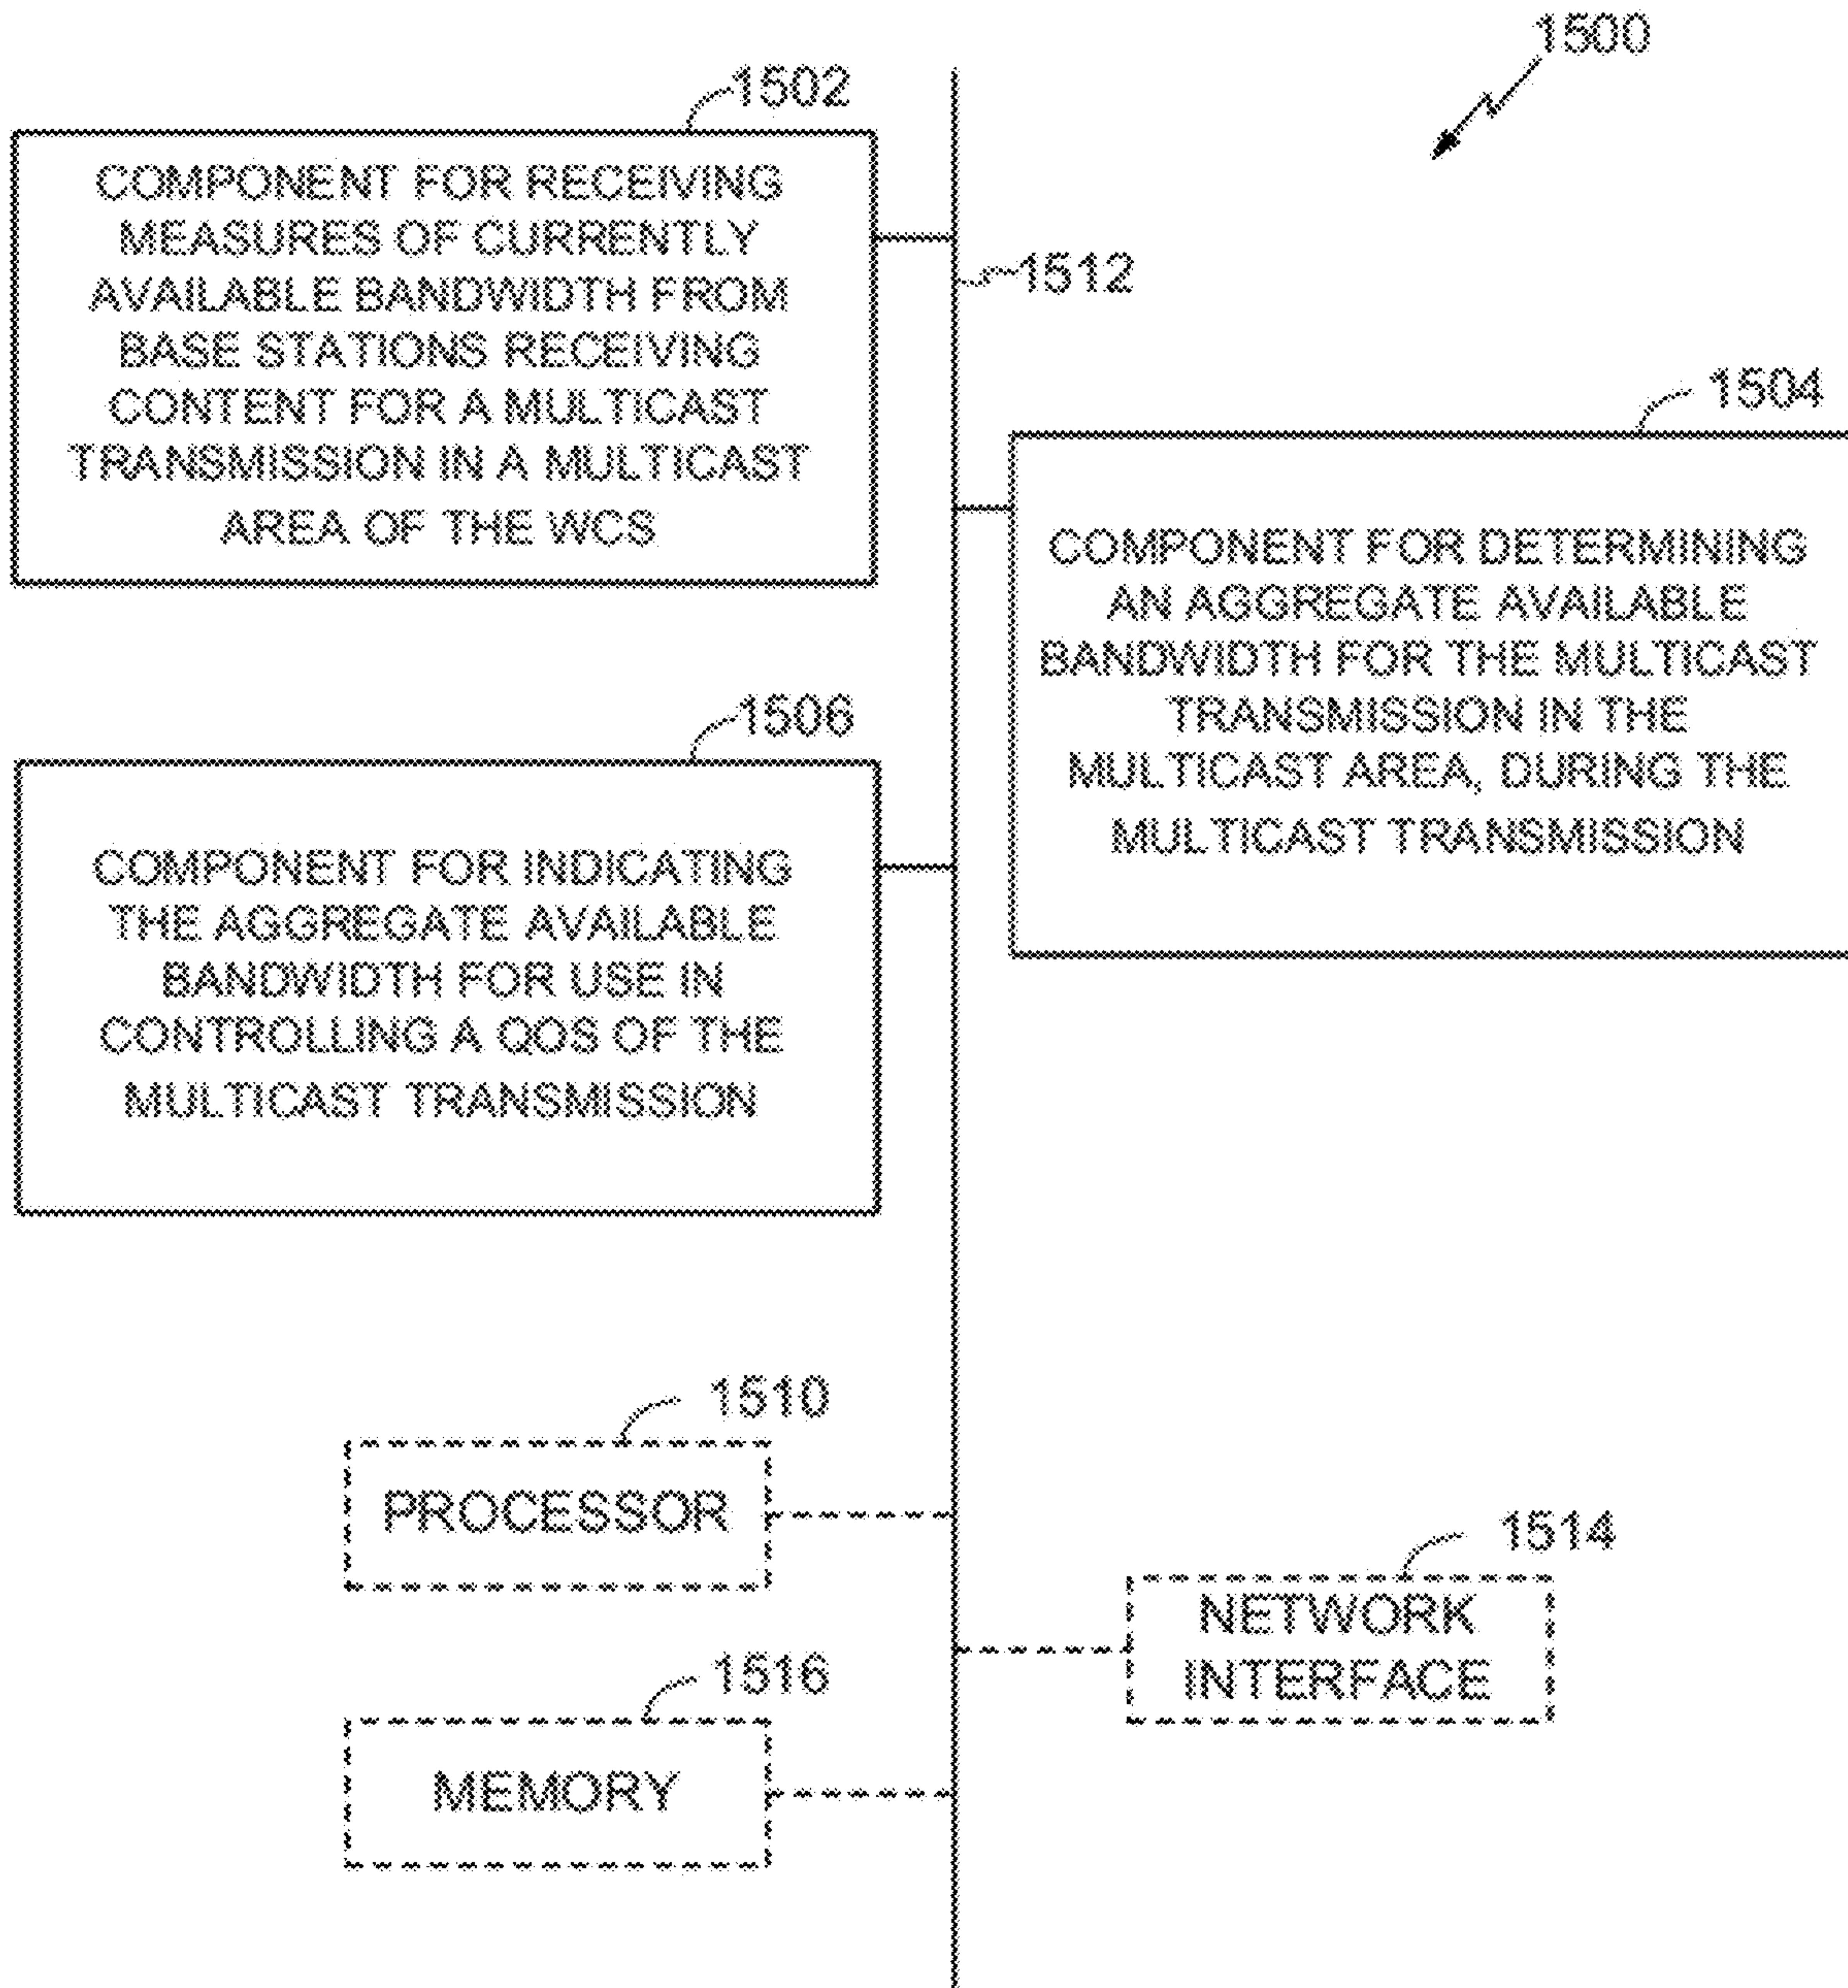 1500
1502
COMPONENT FOR RECEIVING
MEASURES OF CURRENTLY
AVAILABLE BANDWIDTH FROM
BASE STATIONS RECEIVING
CONTENT FOR A MULTICAST
TRANSMISSION IN A MULTICAST
AREA OF THE WCS
1512
1504
COMPONENT FOR DETERMINING
AN AGGREGATE AVAILABLE
BANDWIDTH FOR THE MULTICAST
TRANSMISSION IN THE
MULTICAST AREA, DURING THE
MULTICAST TRANSMISSION
1506
COMPONENT FOR INDICATING
THE AGGREGATE AVAILABLE
BANDWIDTH FOR USE IN
CONTROLLING A QOS OF THE
MULTICAST TRANSMISSION
1510
PROCESSOR
1514
NETWORK
INTERFACE
1516
MEMORY